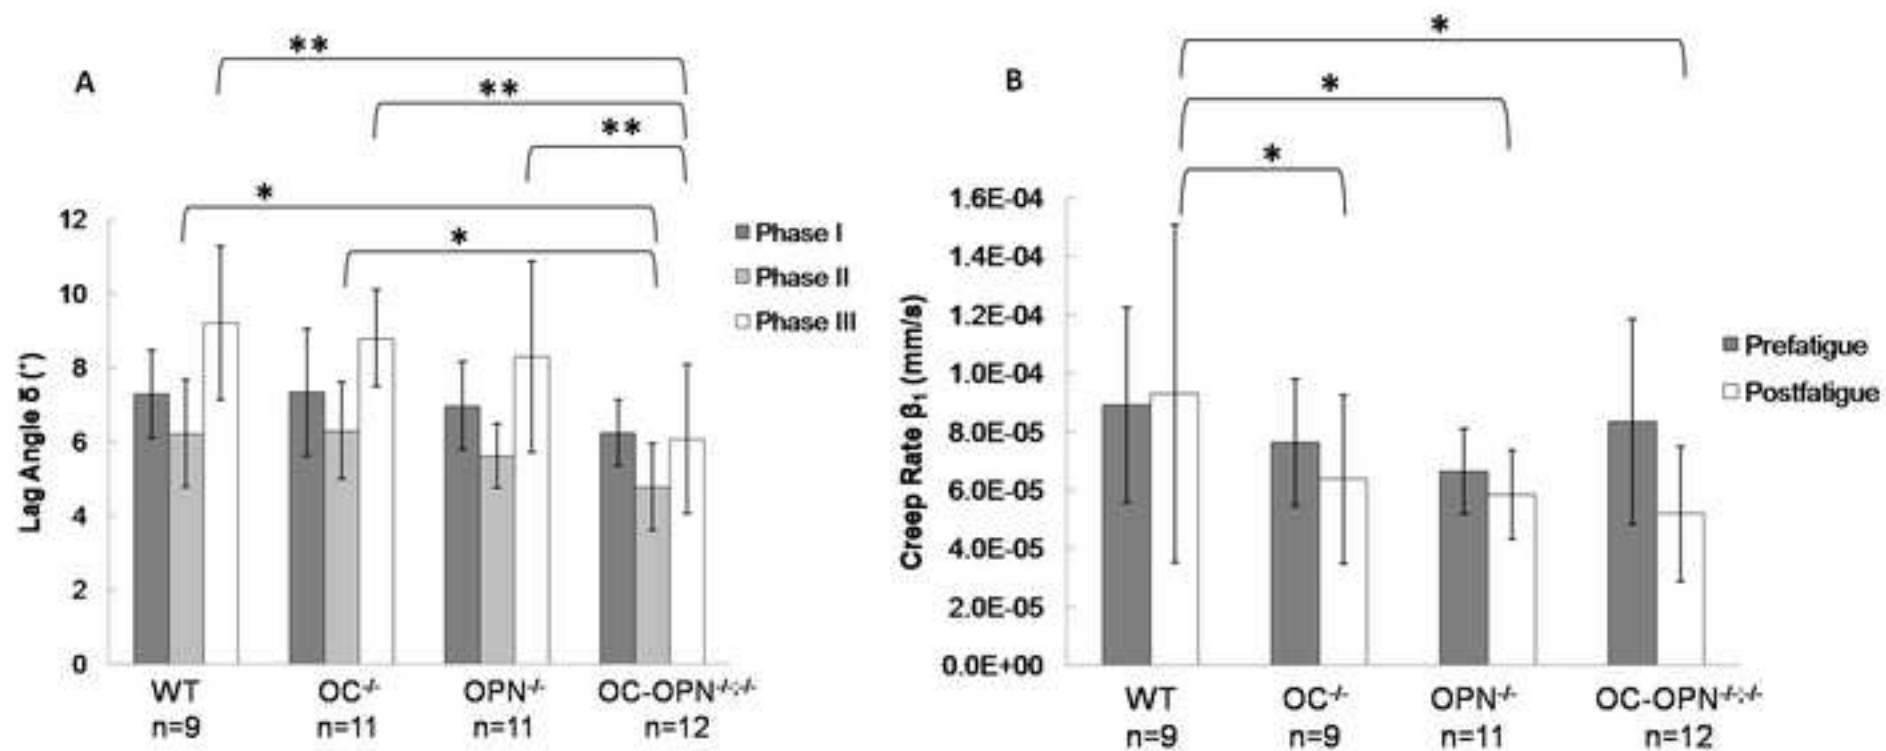 A
**
**
**
*
*
12
10
8
6
4
2
0
Lag Angle δ (°)
Phase I
Phase II
Phase III
WT
n=9
OC-/-
n=11
OPN-/-
n=11
OC-OPN-/-;-/-
n=12
B
*
*
*
1.6E-04
1.4E-04
1.2E-04
1.0E-04
8.0E-05
6.0E-05
4.0E-05
2.0E-05
0.0E+00
Creep Rate β1 (mm/s)
Prefatigue
Postfatigue
WT
n=9
OC-/-
n=9
OPN-/-
n=11
OC-OPN-/-;-/-
n=12